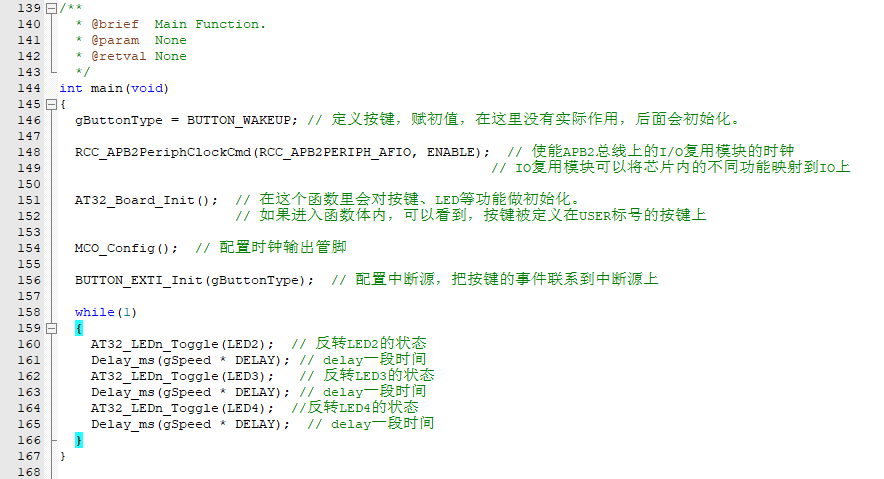 139 /**
140 * @brief Main Function.
141 * @param None
142 * @retval None
143 */
144 int main(void)
145 {
146 gButtonType = BUTTON_WAKEUP; // 定义按键，赋初值，在这里没有实际作用，后面会初始化。
147
148 RCC_APB2PeriphClockCmd(RCC_APB2PERIPH_AFIO, ENABLE); // 使能APB2总线上的I/O复用模块的时钟
149 // IO复用模块可以将芯片内的不同功能映射到IO上
150
151 AT32_Board_Init(); // 在这个函数里会对按键、LED等功能做初始化。
152 // 如果进入函数体内，可以看到，按键被定义在USER标号的按键上
153
154 MCO_Config(); // 配置时钟输出管脚
155
156 BUTTON_EXTI_Init(gButtonType); // 配置中断源，把按键的事件联系到中断源上
157
158 while(1)
159 {
160 AT32_LEDn_Toggle(LED2); // 反转LED2的状态
161 Delay_ms(gSpeed * DELAY); // delay一段时间
162 AT32_LEDn_Toggle(LED3); // 反转LED3的状态
163 Delay_ms(gSpeed * DELAY); // delay一段时间
164 AT32_LEDn_Toggle(LED4); //反转LED4的状态
165 Delay_ms(gSpeed * DELAY); // delay一段时间
166 }
167 }
168